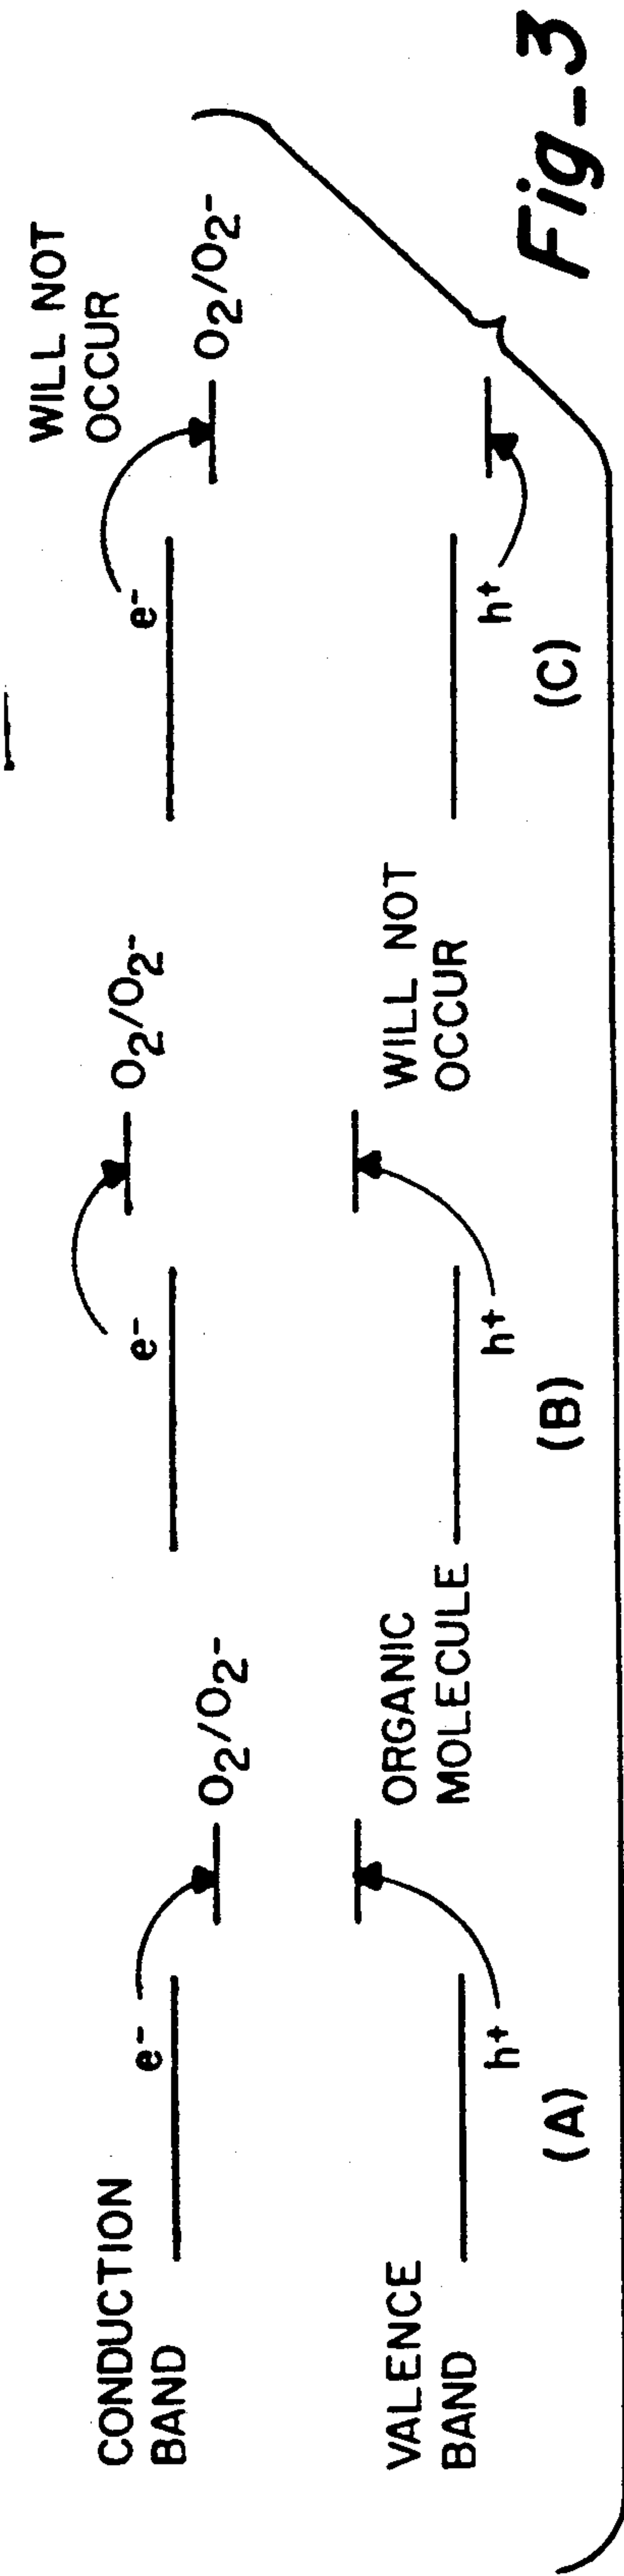 CONDUCTION
BAND
e⁻
O₂/O₂⁻
VALENCE
BAND
h⁺
ORGANIC
MOLECULE
(A)
e⁻
O₂/O₂⁻
h⁺
WILL NOT
OCCUR
(B)
WILL NOT
OCCUR
e⁻
O₂/O₂⁻
h⁺
(C)
Fig-3